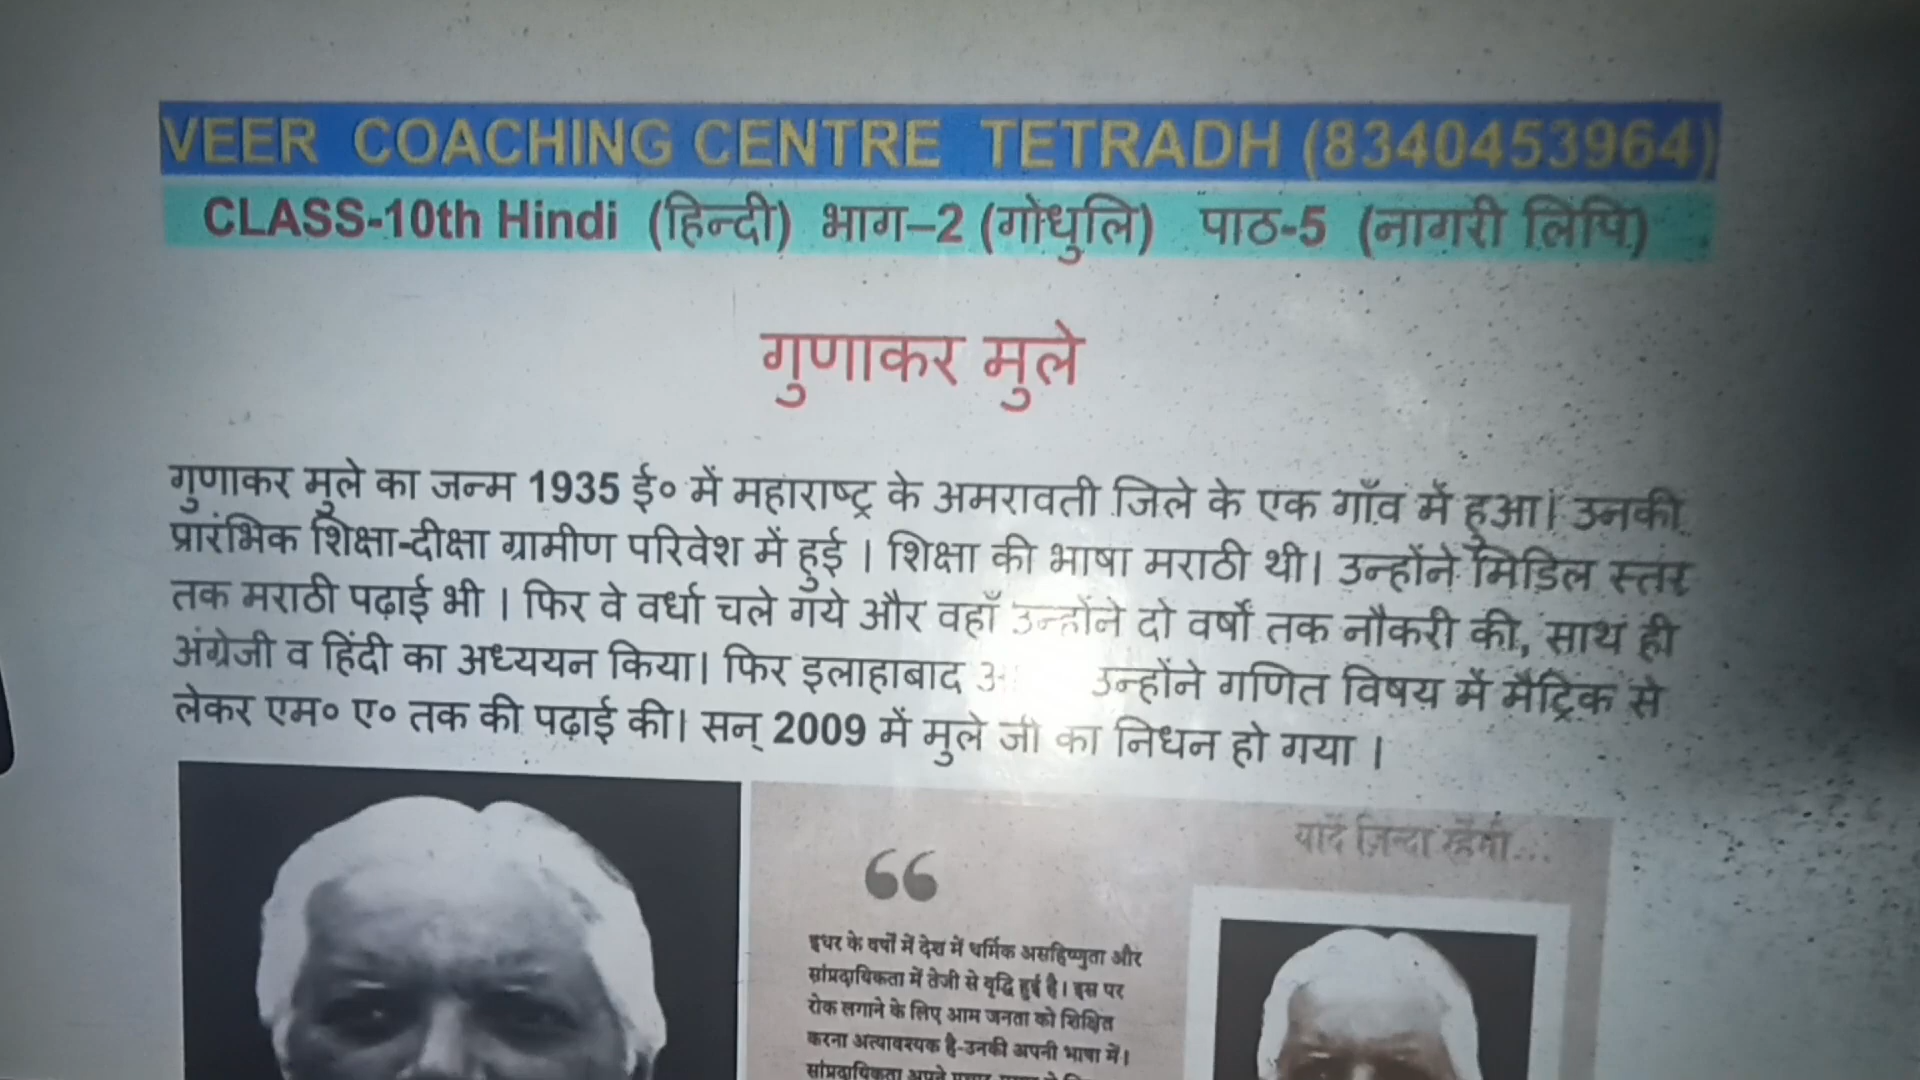 VEER COACHING CENTRE TETRADH (8340453964)
CLASS-10th Hindi (हिन्दी) भाग–2 (गोधुलि) पाठ-5 (नागरी लिपि)
गुणाकर मुले
गुणाकर मुले का जन्म 1935 ई० में महाराष्ट्र के अमरावती जिले के एक गाँव में हुआ। उनकी
प्रारंभिक शिक्षा-दीक्षा ग्रामीण परिवेश में हुई । शिक्षा की भाषा मराठी थी। उन्होंने मिडिल स्तर
तक मराठी पढ़ाई भी । फिर वे वर्धा चले गये और वहाँ उन्होंने दो वर्षों तक नौकरी की, साथ ही
अंग्रेजी व हिंदी का अध्ययन किया। फिर इलाहाबाद उन्होंने गणित विषय में मैट्रिक से
लेकर एम० ए० तक की पढ़ाई की। सन् 2009 में मुले जी का निधन हो गया ।
यादें ज़िन्दा रहेंगी...
“
इधर के वर्षों में देश में धर्मिक असहिष्णुता और
सांप्रदायिकता में तेजी से वृद्धि हुई है। इस पर
रोक लगाने के लिए आम जनता को शिक्षित
करना अत्यावश्यक है-उनकी अपनी भाषा में।
सांप्रदायिकता अपने